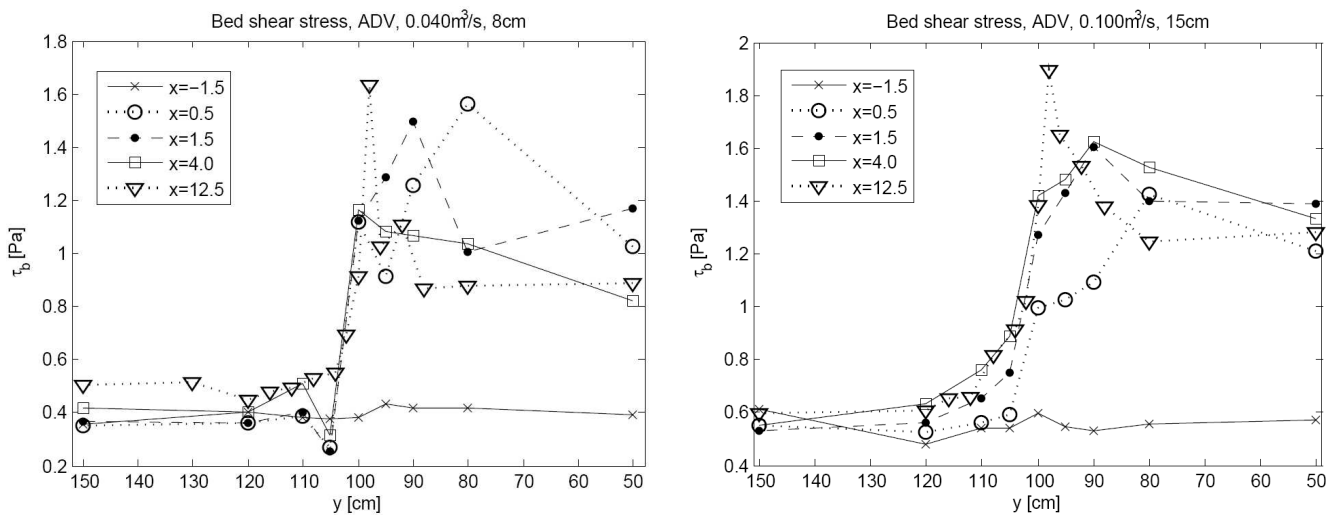 Bed shear stress, ADV, 0.040m³/s, 8cm
1.8
1.6
1.4
1.2
1
0.8
0.6
0.4
0.2
τb [Pa]
x=−1.5
x=0.5
x=1.5
x=4.0
x=12.5
150 140 130 120 110 100 90 80 70 60 50
y [cm]
Bed shear stress, ADV, 0.100m³/s, 15cm
2
1.8
1.6
1.4
1.2
1
0.8
0.6
0.4
τb [Pa]
x=−1.5
x=0.5
x=1.5
x=4.0
x=12.5
150 140 130 120 110 100 90 80 70 60 50
y [cm]